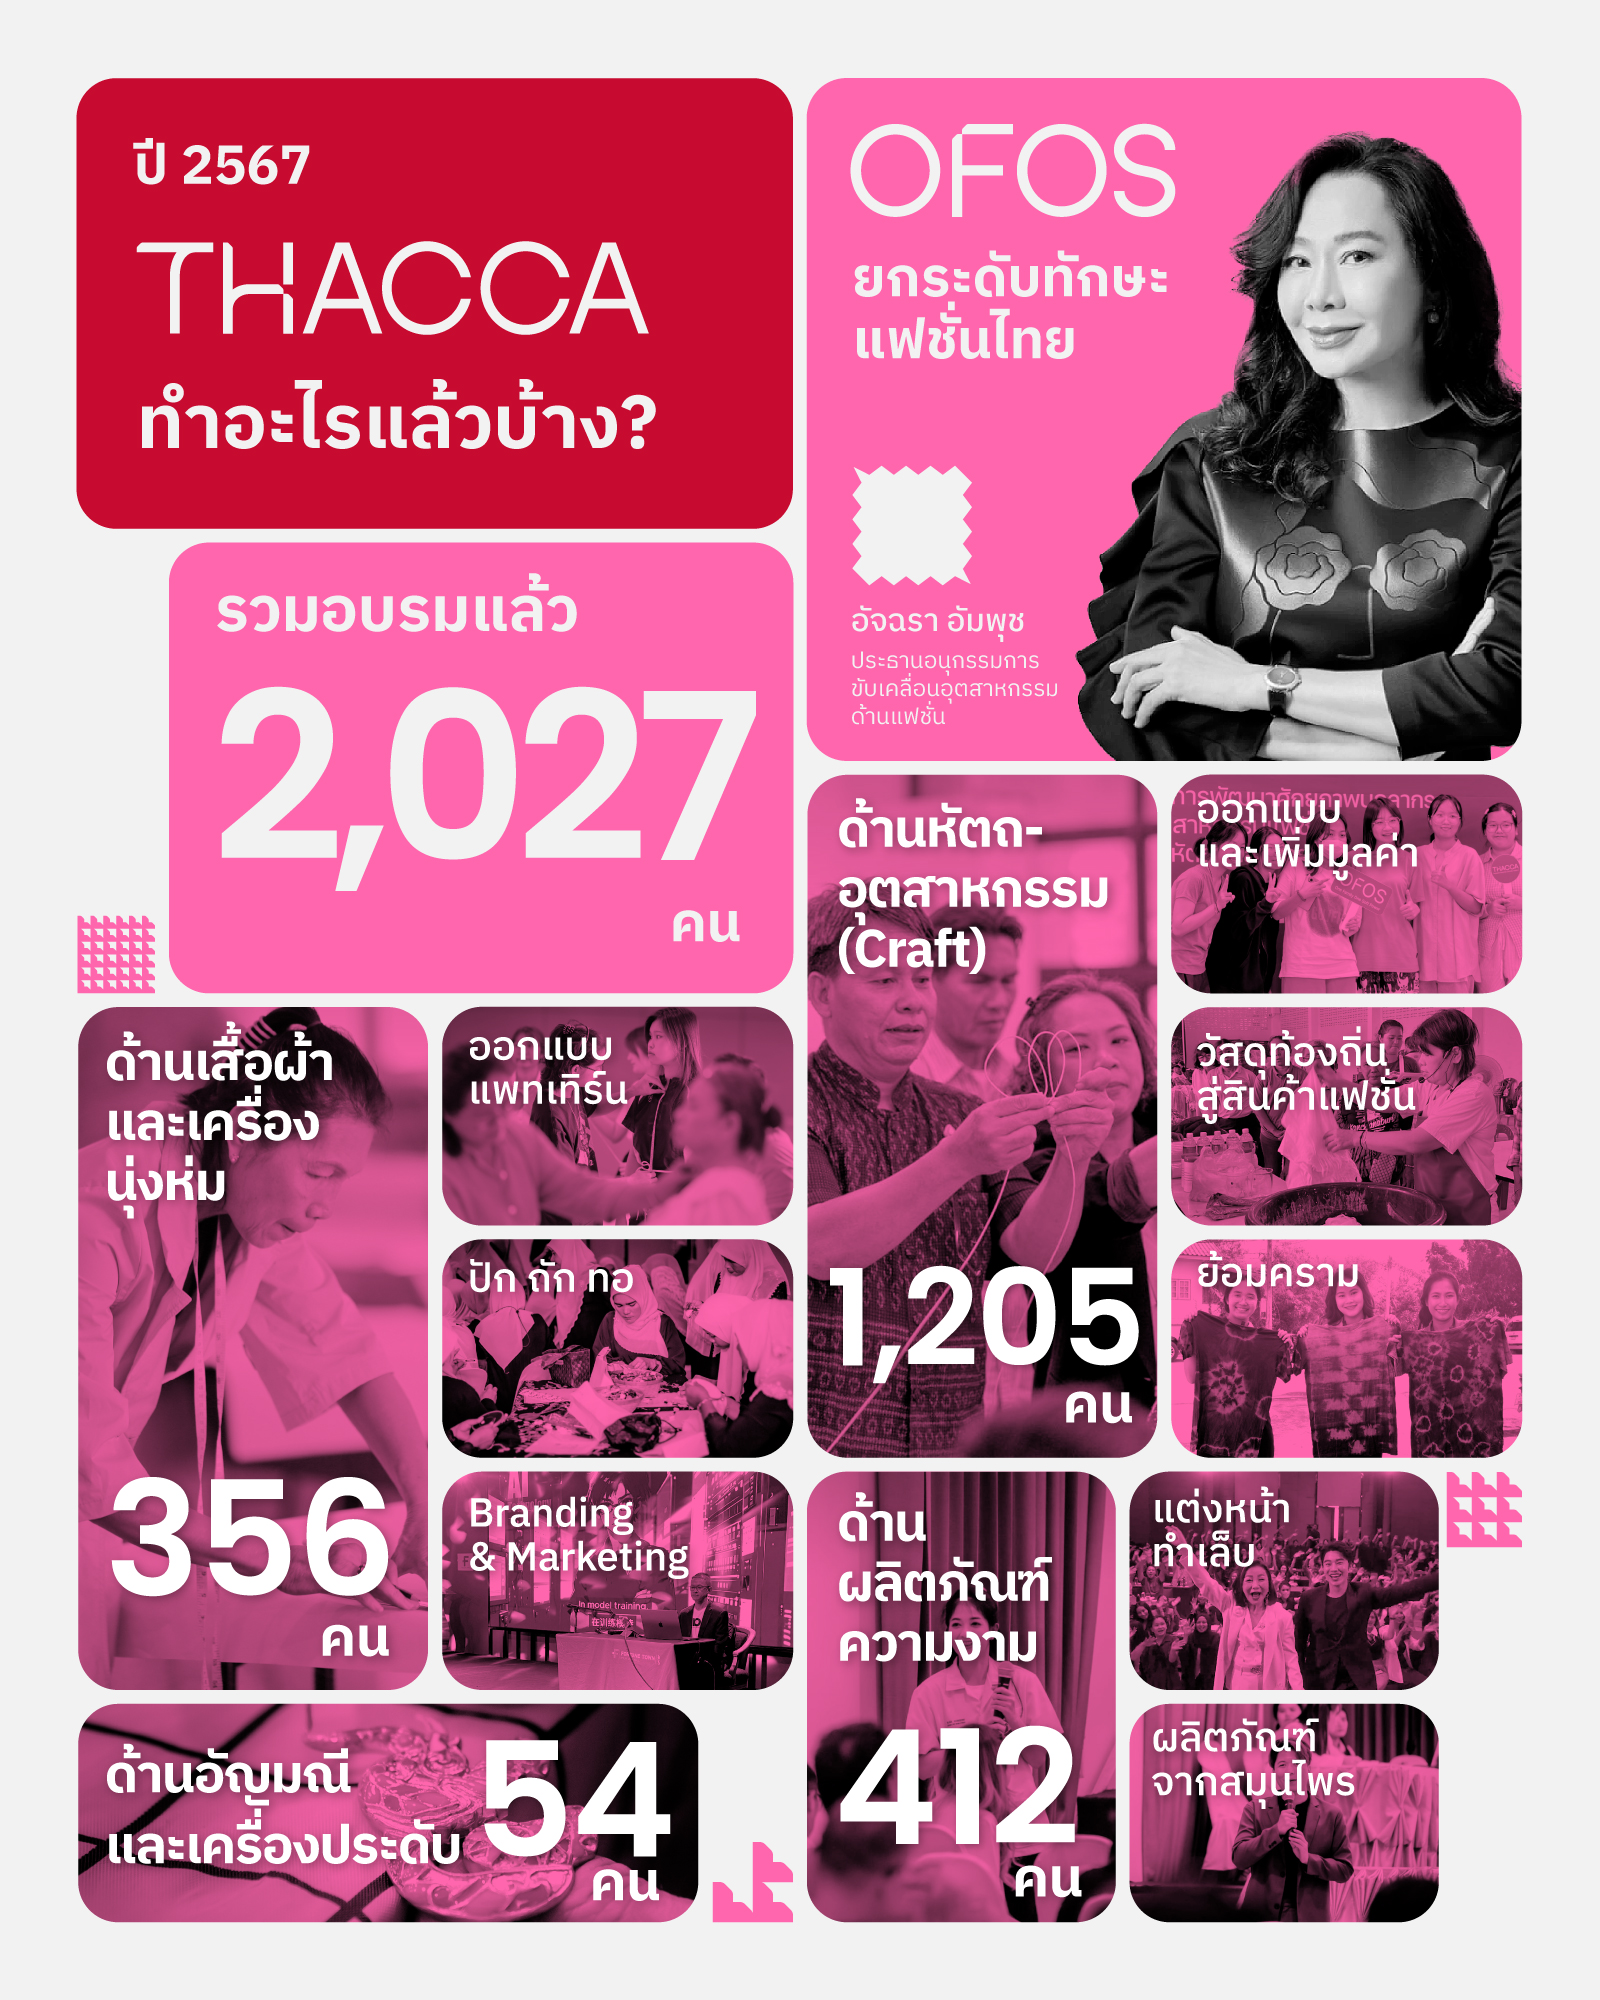 ปี 2567
THACCA
ทำอะไรแล้วบ้าง?
OFOS
ยกระดับทักษะ
แฟชั่นไทย
อัจฉรา อัมพุช
ประธานอนุกรรมการ
ขับเคลื่อนอุตสาหกรรม
ด้านแฟชั่น
รวมอบรมแล้ว
2,027
คน
ด้านเสื้อผ้า
และเครื่อง
นุ่งห่ม
356
คน
ออกแบบ
แพทเทิร์น
ปัก ถัก ทอ
Branding
& Marketing
In model training.
ด้านหัตถ-
อุตสาหกรรม
(Craft)
1,205
คน
ออกแบบ
และเพิ่มมูลค่า
OFOS
THACCA
วัสดุท้องถิ่น
สู่สินค้าแฟชั่น
ย้อมคราม
ด้านอัญมณี
และเครื่องประดับ
54
คน
ด้าน
ผลิตภัณฑ์
ความงาม
412
คน
แต่งหน้า
ทำเล็บ
ผลิตภัณฑ์
จากสมุนไพร